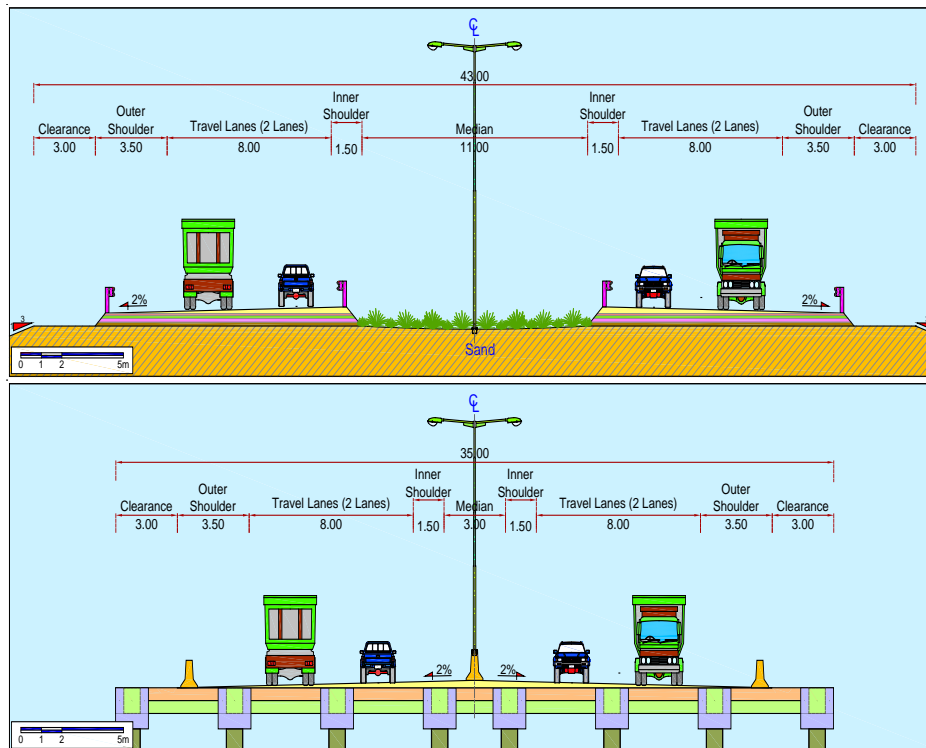 ℄
43.00
Inner
Shoulder
Inner
Shoulder
Outer
Shoulder
Outer
Shoulder
Clearance
Travel Lanes (2 Lanes)
Median
Travel Lanes (2 Lanes)
Clearance
3.00
3.50
8.00
1.50
11.00
1.50
8.00
3.50
3.00
2%
2%
3
Sand
0 1 2 5m
℄
35.00
Inner
Shoulder
Inner
Shoulder
Outer
Shoulder
Outer
Shoulder
Clearance
Travel Lanes (2 Lanes)
Median
Travel Lanes (2 Lanes)
Clearance
3.00
3.50
8.00
1.50
3.00
1.50
8.00
3.50
3.00
2%
2%
0 1 2 5m